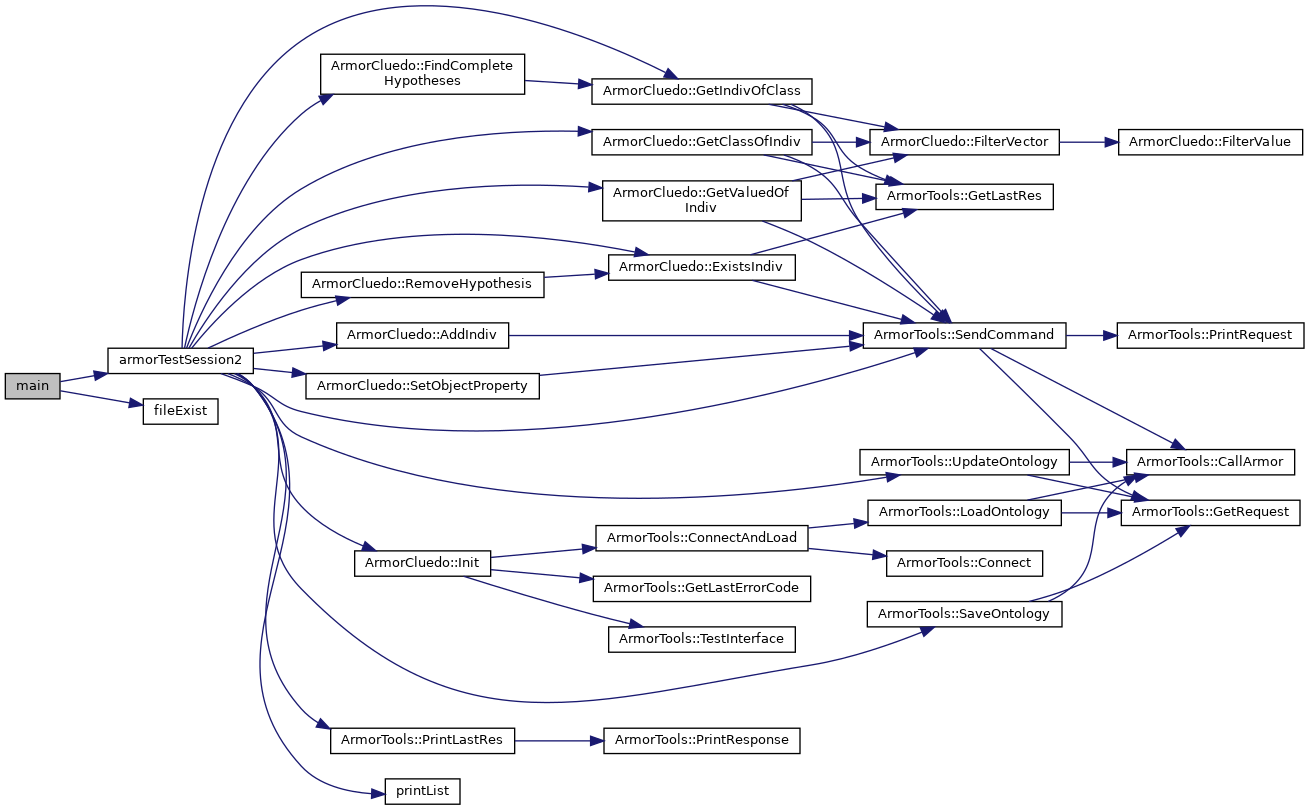 main
armorTestSession2
fileExist
ArmorCluedo::FindComplete
Hypotheses
ArmorCluedo::GetIndivOfClass
ArmorCluedo::GetClassOfIndiv
ArmorCluedo::GetValuedOf
Indiv
ArmorCluedo::ExistsIndiv
ArmorCluedo::RemoveHypothesis
ArmorCluedo::AddIndiv
ArmorCluedo::SetObjectProperty
ArmorCluedo::FilterVector
ArmorCluedo::FilterValue
ArmorTools::GetLastRes
ArmorTools::SendCommand
ArmorTools::PrintRequest
ArmorTools::UpdateOntology
ArmorTools::CallArmor
ArmorTools::LoadOntology
ArmorTools::GetRequest
ArmorCluedo::Init
ArmorTools::ConnectAndLoad
ArmorTools::Connect
ArmorTools::GetLastErrorCode
ArmorTools::SaveOntology
ArmorTools::TestInterface
ArmorTools::PrintLastRes
ArmorTools::PrintResponse
printList